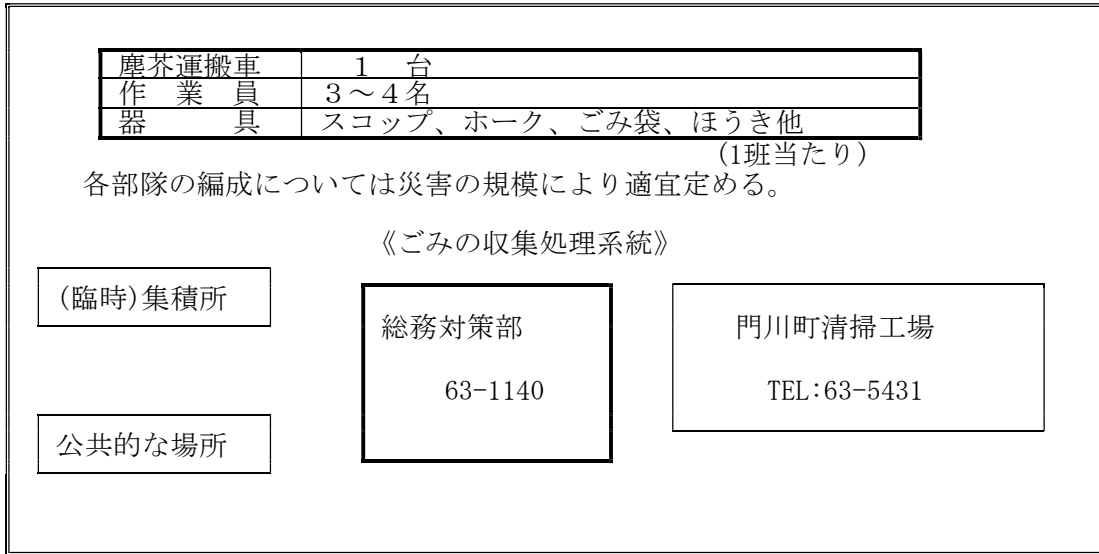 塵芥運搬車 1 台
作 業 員 3～4名
器 具 スコップ、ホーク、ごみ袋、ほうき他
(1班当たり)
各部隊の編成については災害の規模により適宜定める。
《ごみの収集処理系統》
(臨時)集積所
総務対策部
63-1140
門川町清掃工場
TEL:63-5431
公共的な場所